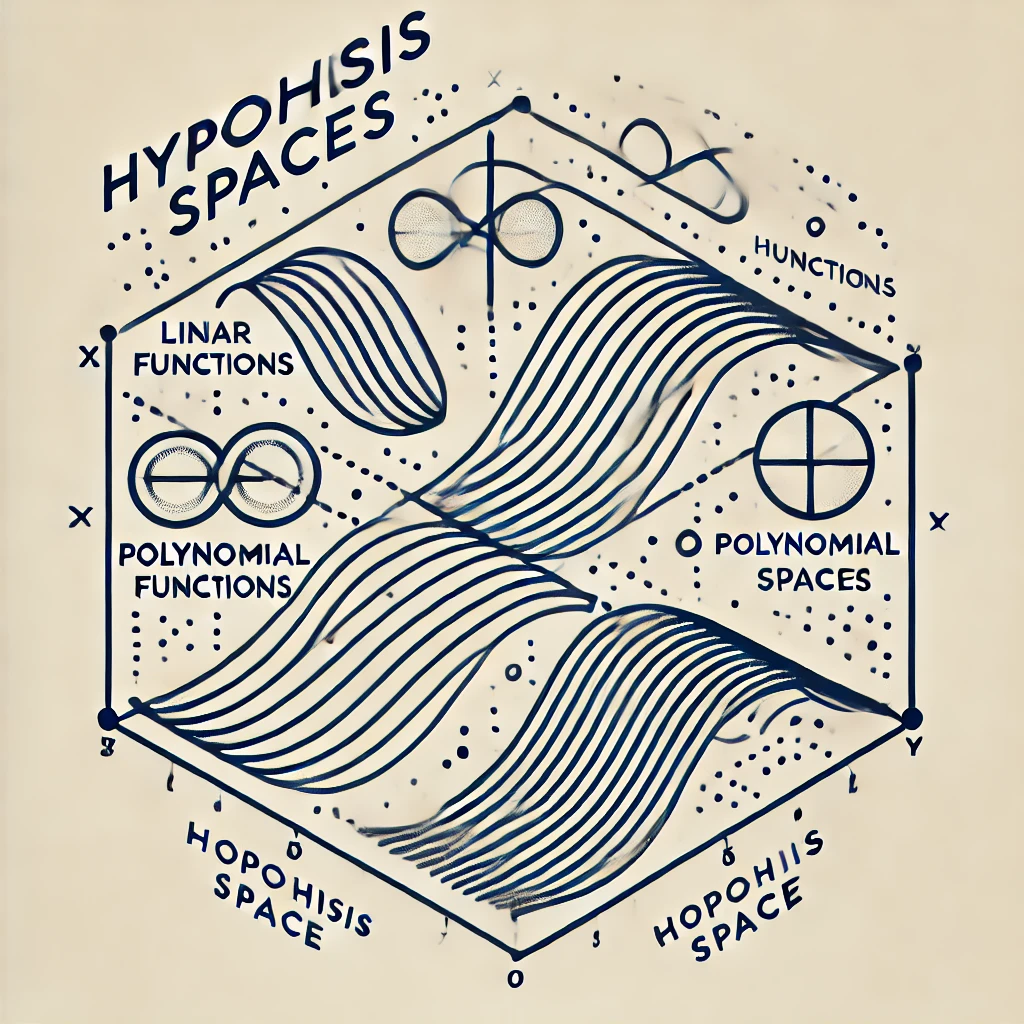 HYPOHISIS
SPACES
X
HUNCTIONS
LINAR
FUNCTIONS
X
X
X
POLYNOMIAL
FUNCTIONS
POLYNOMIAL
SPACES
Y
HOPOHISIS
SPACE
HOPOHIIS
SPACE
O